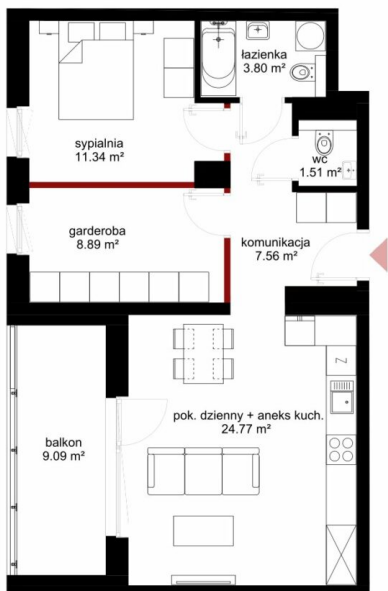 łazienka
3.80 m²
sypialnia
11.34 m²
wc
1.51 m²
garderoba
8.89 m²
komunikacja
7.56 m²
Z
pok. dzienny + aneks kuch.
24.77 m²
balkon
9.09 m²